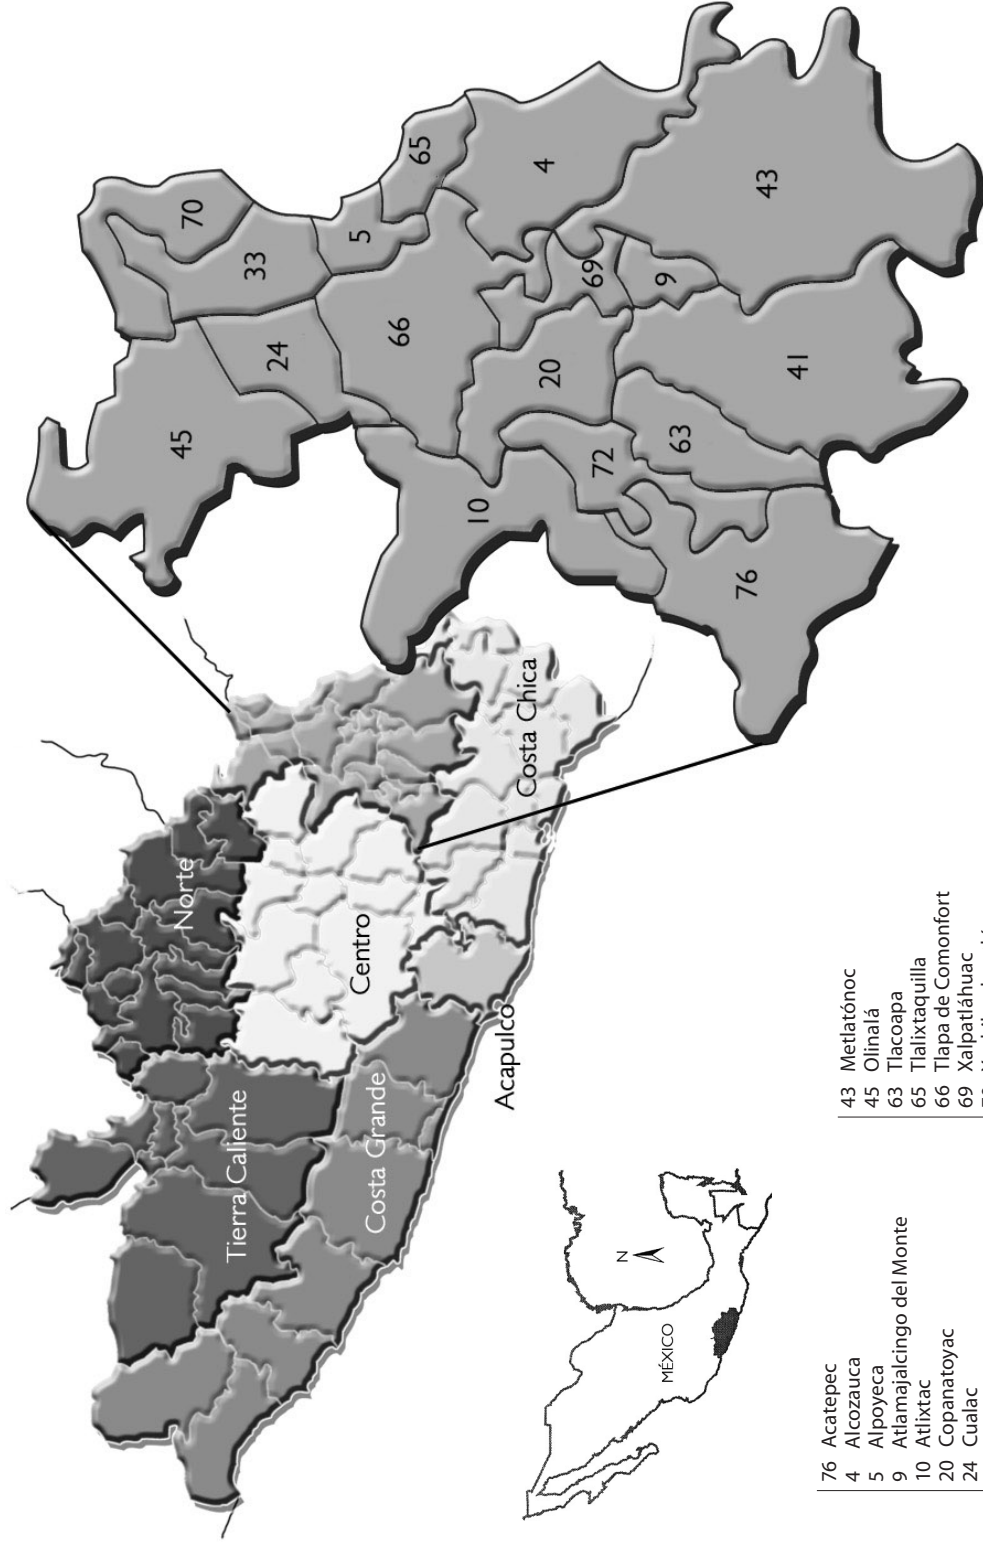 Norte
Tierra Caliente
Centro
Costa Grande
Acapulco
Costa Chica
MÉXICO
N
45
70
33
24
5
65
66
4
10
20
69
9
43
72
63
41
76
76 Acatepec
4 Alcozauca
5 Alpoyeca
9 Atlamajalcingo del Monte
10 Atlixtac
20 Copanatoyac
24 Cualac
43 Metlatónoc
45 Olinalá
63 Tlacoapa
65 Tlalixtaquilla
66 Tlapa de Comonfort
69 Xalpatláhuac